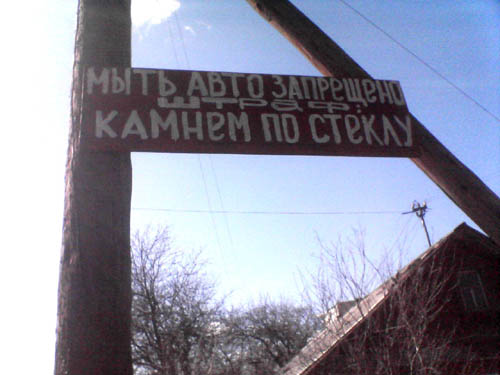 МЫТЬ АВТО ЗАПРЕЩЕНО
ШТРАФ:
КАМНЕМ ПО СТЕКЛУ